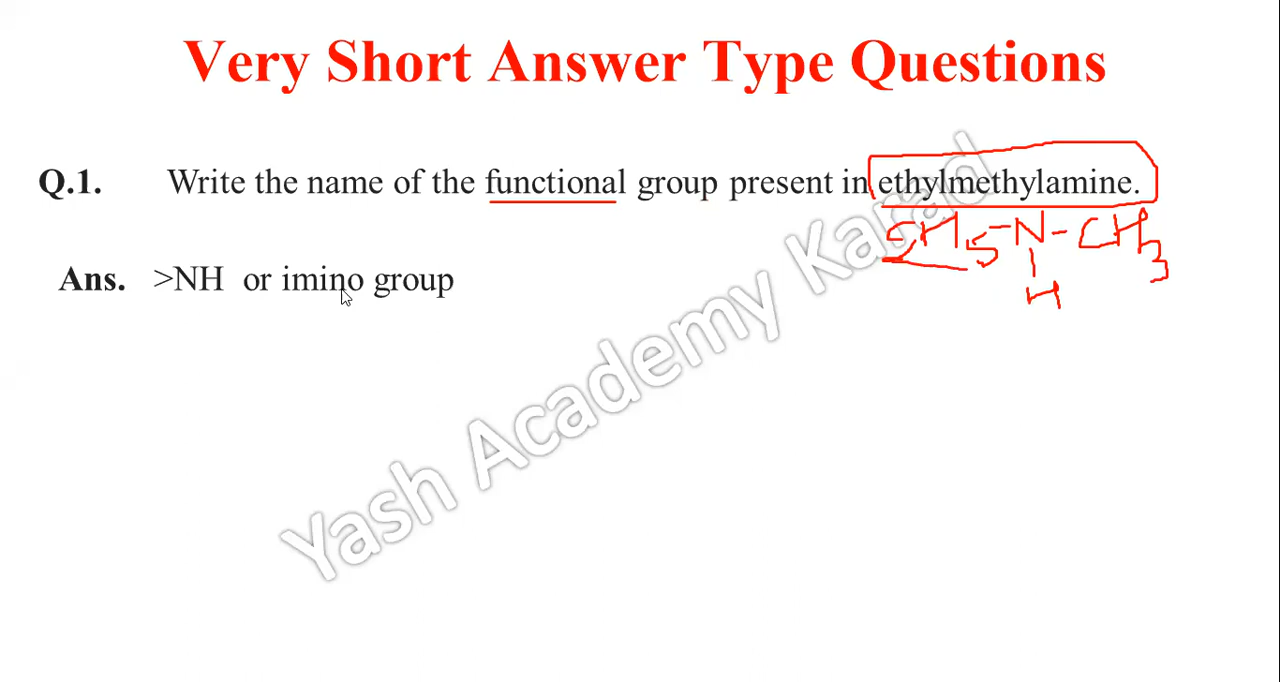 Very Short Answer Type Questions
Q.1. Write the name of the functional group present in ethylmethylamine.
C2H5-N-CH3
H
Ans. >NH or imino group
Yash Academy Karad